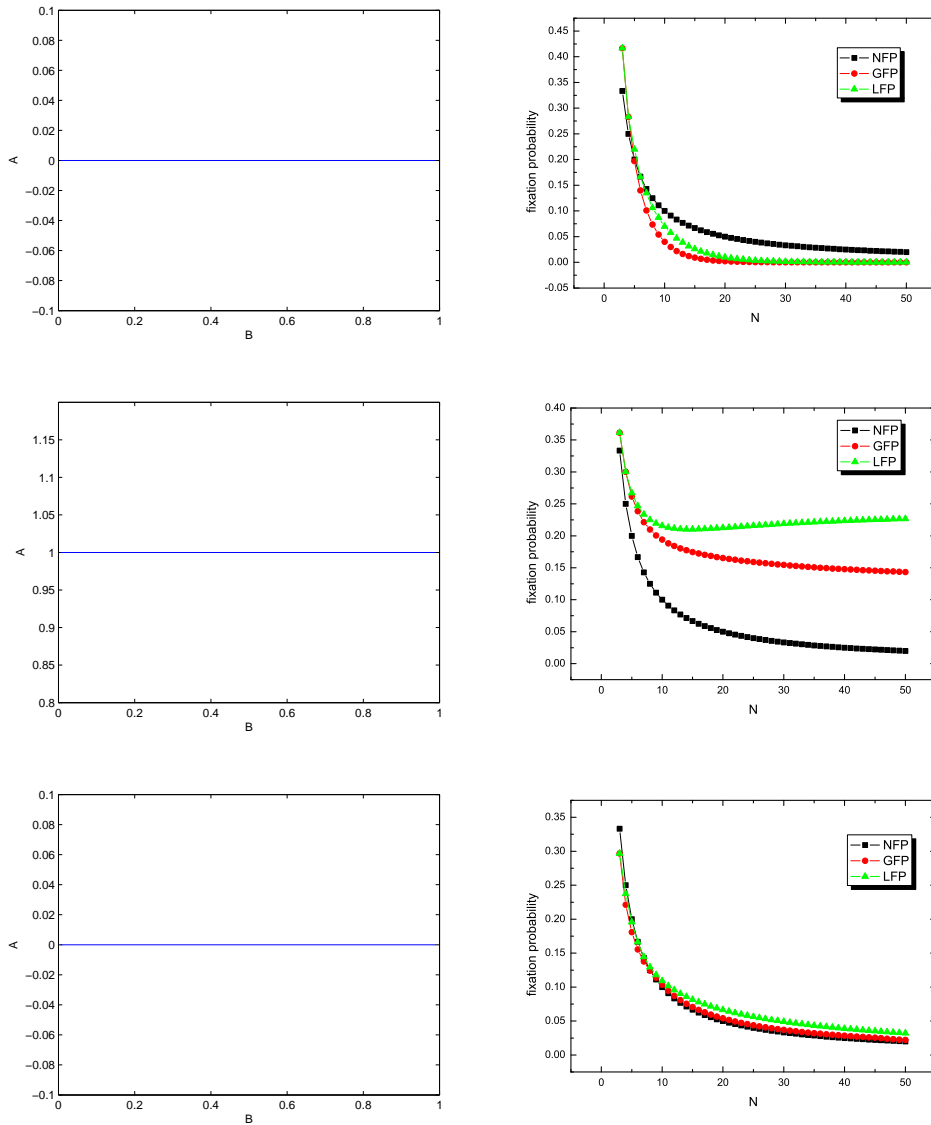 0.1
0.08
0.06
0.04
0.02
0
−0.02
−0.04
−0.06
−0.08
−0.1
A
0 0.2 0.4 0.6 0.8 1
B
0.45
0.40
0.35
0.30
0.25
0.20
0.15
0.10
0.05
0.00
-0.05
fixation probability
NFP
GFP
LFP
0 10 20 30 40 50
N
1.15
1.1
1.05
1
0.95
0.9
0.85
0.8
A
0 0.2 0.4 0.6 0.8 1
B
0.40
0.35
0.30
0.25
0.20
0.15
0.10
0.05
0.00
fixation probability
NFP
GFP
LFP
0 10 20 30 40 50
N
0.1
0.08
0.06
0.04
0.02
0
−0.02
−0.04
−0.06
−0.08
−0.1
A
0 0.2 0.4 0.6 0.8 1
B
0.35
0.30
0.25
0.20
0.15
0.10
0.05
0.00
fixation probability
NFP
GFP
LFP
0 10 20 30 40 50
N